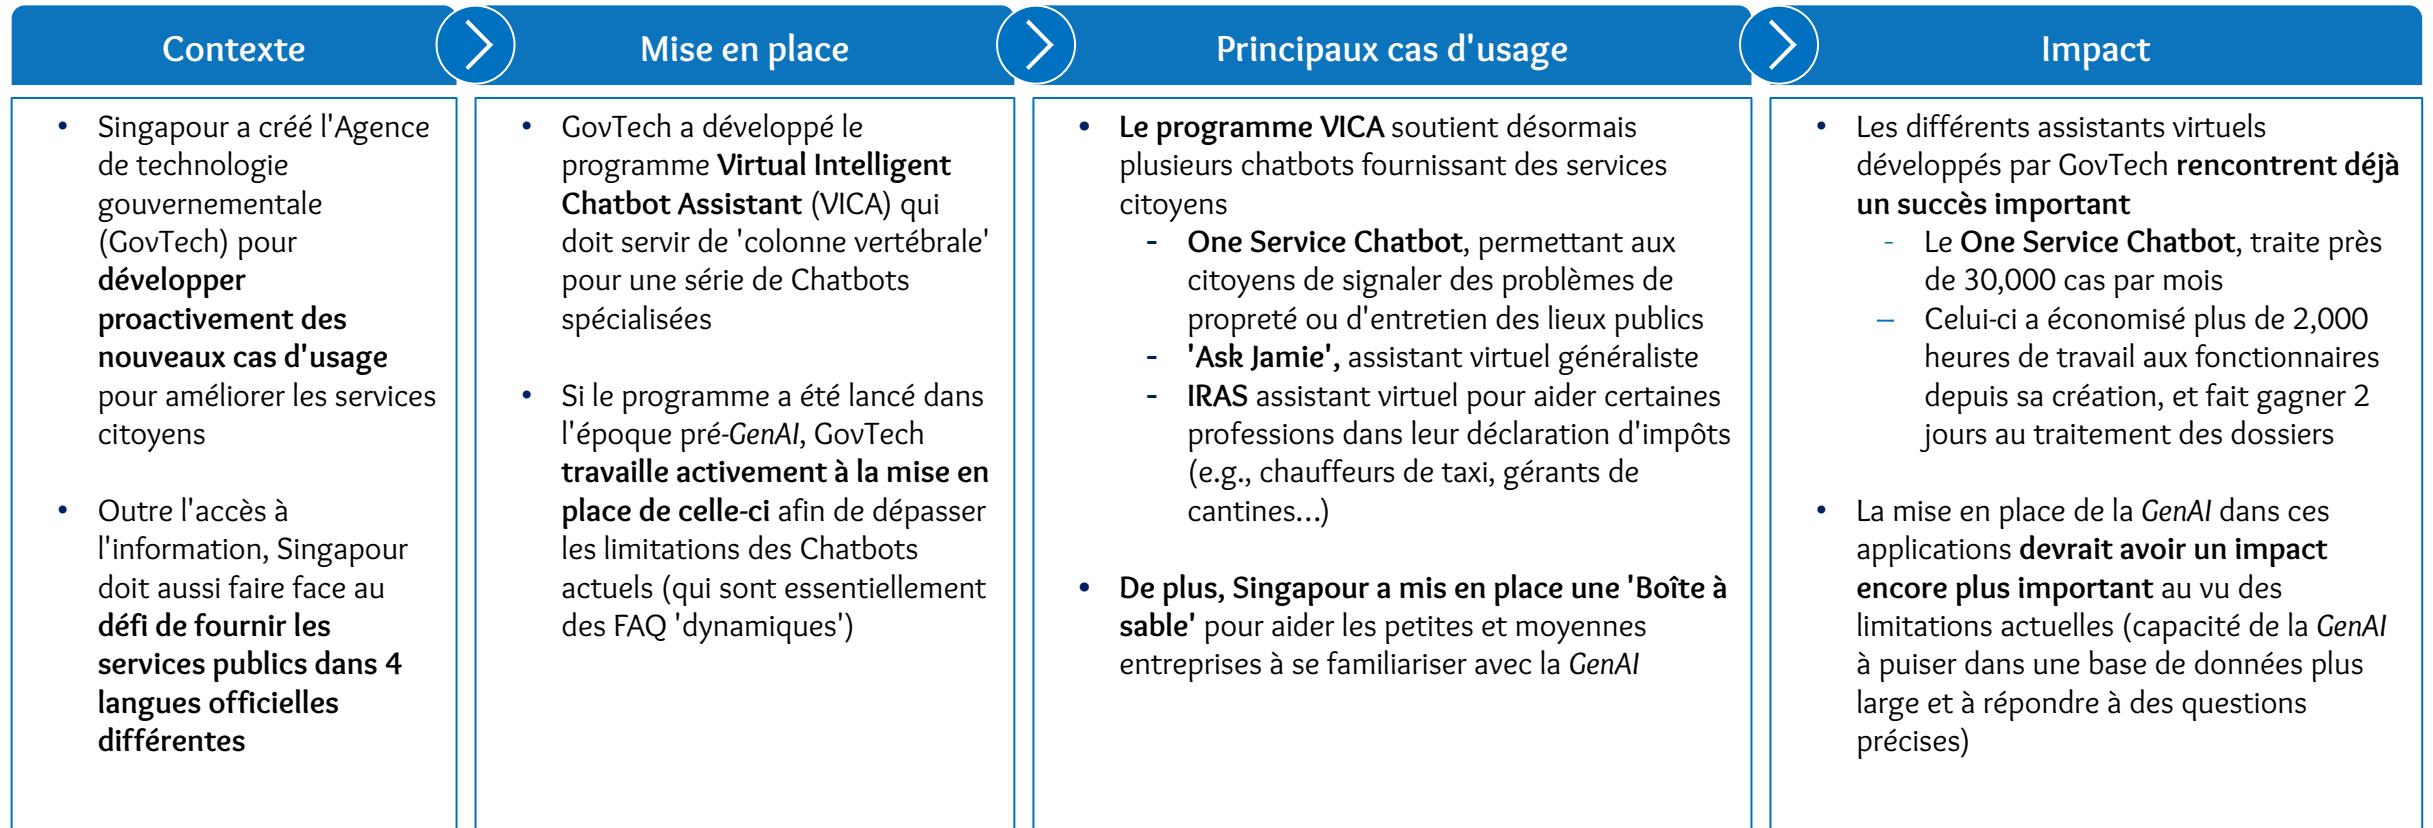 Contexte
Mise en place
Principaux cas d'usage
Impact
• Singapour a créé l'Agence
de technologie
gouvernementale
(GovTech) pour
développer
proactivement des
nouveaux cas d'usage
pour améliorer les services
citoyens
• Outre l'accès à
l'information, Singapour
doit aussi faire face au
défi de fournir les
services publics dans 4
langues officielles
différentes
• GovTech a développé le
programme Virtual Intelligent
Chatbot Assistant (VICA) qui
doit servir de 'colonne vertébrale'
pour une série de Chatbots
spécialisées
• Si le programme a été lancé dans
l'époque pré-GenAI, GovTech
travaille activement à la mise en
place de celle-ci afin de dépasser
les limitations des Chatbots
actuels (qui sont essentiellement
des FAQ 'dynamiques')
• Le programme VICA soutient désormais
plusieurs chatbots fournissant des services
citoyens
- One Service Chatbot, permettant aux
citoyens de signaler des problèmes de
propreté ou d'entretien des lieux publics
- 'Ask Jamie', assistant virtuel généraliste
- IRAS assistant virtuel pour aider certaines
professions dans leur déclaration d'impôts
(e.g., chauffeurs de taxi, gérants de
cantines…)
• De plus, Singapour a mis en place une 'Boîte à
sable' pour aider les petites et moyennes
entreprises à se familiariser avec la GenAI
• Les différents assistants virtuels
développés par GovTech rencontrent déjà
un succès important
- Le One Service Chatbot, traite près
de 30,000 cas par mois
– Celui-ci a économisé plus de 2,000
heures de travail aux fonctionnaires
depuis sa création, et fait gagner 2
jours au traitement des dossiers
• La mise en place de la GenAI dans ces
applications devrait avoir un impact
encore plus important au vu des
limitations actuelles (capacité de la GenAI
à puiser dans une base de données plus
large et à répondre à des questions
précises)